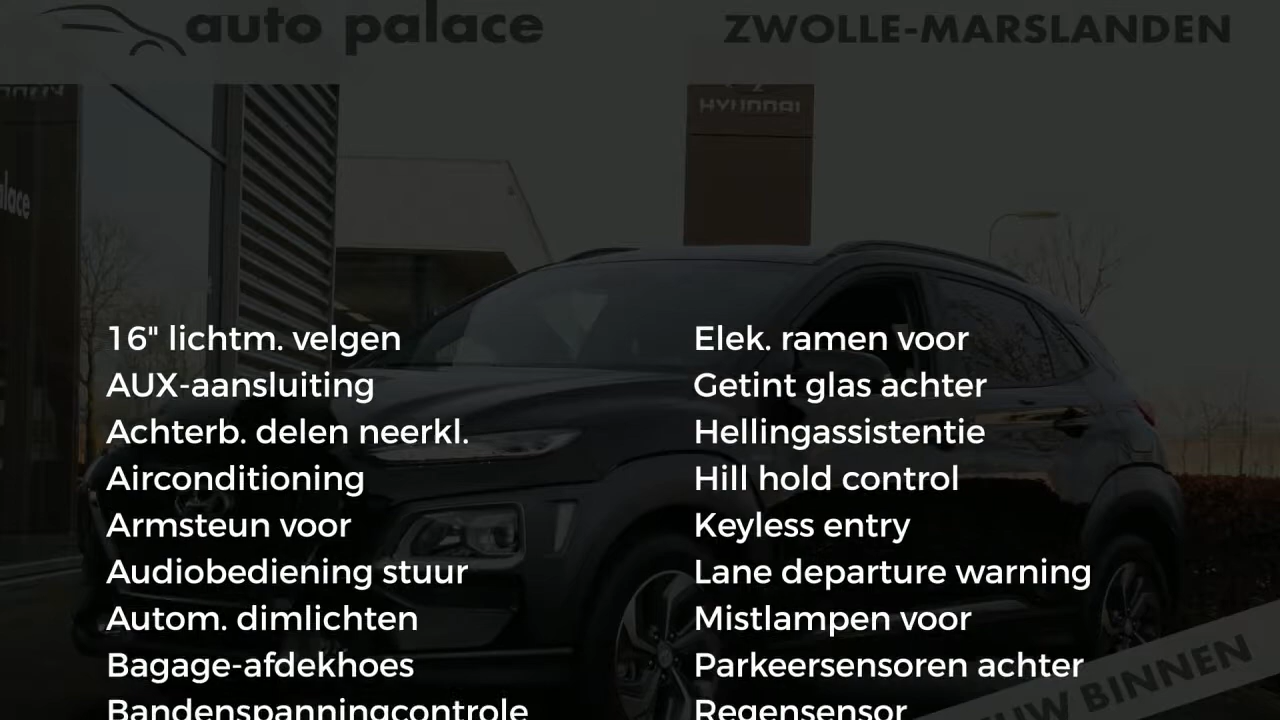 auto palace
ZWOLLE-MARSLANDEN
HYUNDAI
alace
16" lichtm. velgen
AUX-aansluiting
Achterb. delen neerkl.
Airconditioning
Armsteun voor
Audiobediening stuur
Autom. dimlichten
Bagage-afdekhoes
Bandenspanningcontrole
Elek. ramen voor
Getint glas achter
Hellingassistentie
Hill hold control
Keyless entry
Lane departure warning
Mistlampen voor
Parkeersensoren achter
Regensensor
UW BINNEN